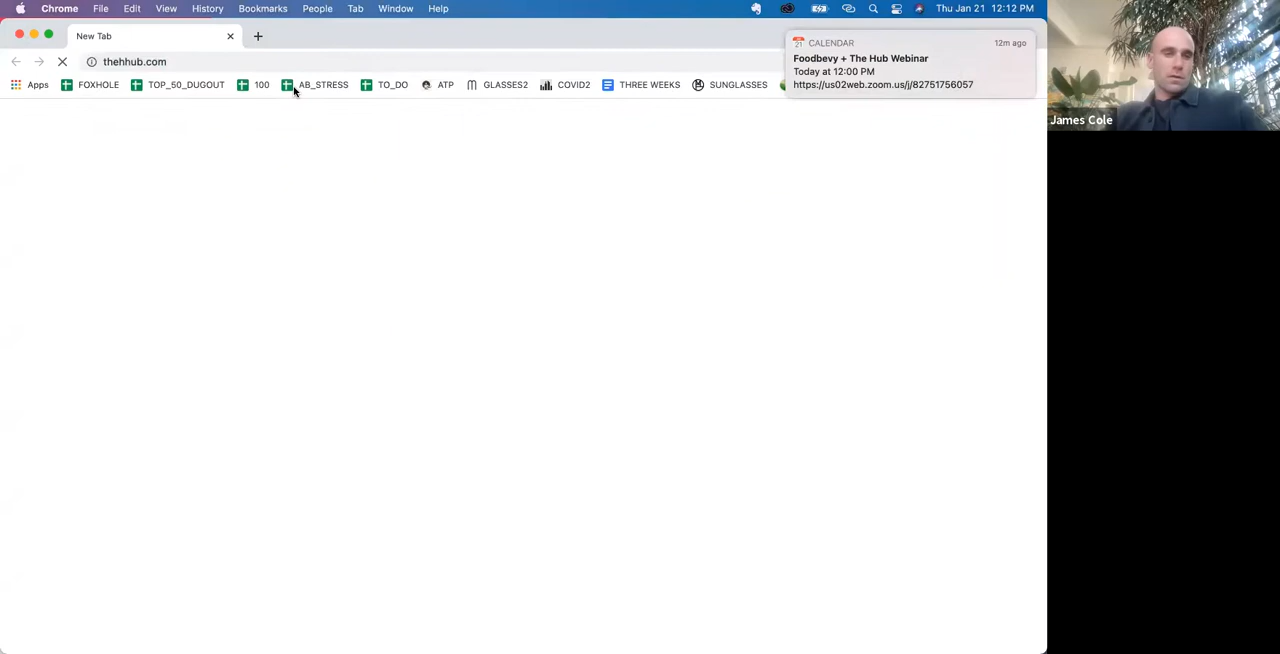 Chrome File Edit View History Bookmarks People Tab Window Help Thu Jan 21 12:12 PM
New Tab
thehhub.com
Apps FOXHOLE TOP_50_DUGOUT 100 AB_STRESS TO_DO ATP GLASSES2 COVID2 THREE WEEKS SUNGLASSES
21 CALENDAR 12m ago
Foodbevy + The Hub Webinar
Today at 12:00 PM
https://us02web.zoom.us/j/82751756057
James Cole